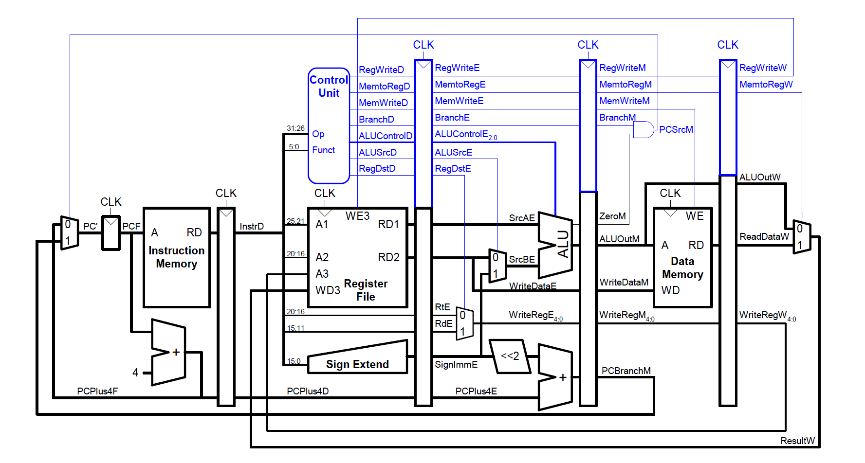 CLK CLK CLK
RegWriteD RegWriteE RegWriteM RegWriteW
Control
Unit
MemtoRegD MemtoRegE MemtoRegM MemtoRegW
MemWriteD MemWriteE MemWriteM
BranchD BranchE BranchM
31:26 Op ALUControlD ALUControlE2:0 PCSrcM
5:0 Funct ALUSrcD ALUSrcE
RegDstD RegDstE
ALUOutW
CLK CLK CLK CLK
WE3 WE
0 PC' PCF A RD InstrD 25:21 A1 RD1 SrcAE ZeroM 0
1 ALU ALUOutM A RD ReadDataW 1
Instruction
Memory
20:16 A2 RD2 0 SrcBE
A3 1
Data
Memory
WD3 Register
File
WriteDataE WriteDataM WD
20:16 RtE 0 WriteRegE4:0 WriteRegM4:0 WriteRegW4:0
15:11 RdE 1
+
15:0 Sign Extend SignImmE <<2
4 + PCBranchM
PCPlus4F PCPlus4D PCPlus4E
ResultW